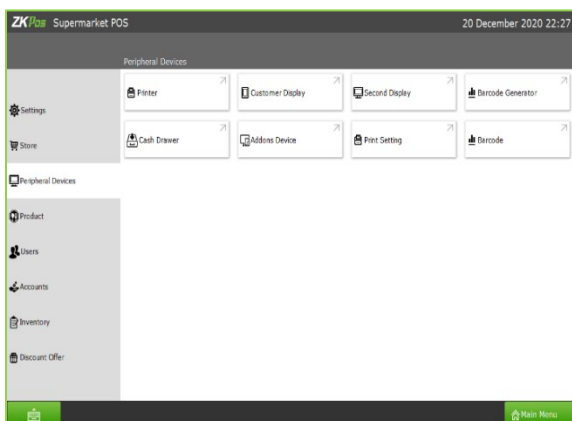 ZKPos Supermarket POS 20 December 2020 22:27
Peripheral Devices
Printer Customer Display Second Display Barcode Generator
Settings
Cash Drawer Addons Device Print Setting Barcode
Store
Peripheral Devices
Product
Users
Accounts
Inventory
Discount Offer
Main Menu